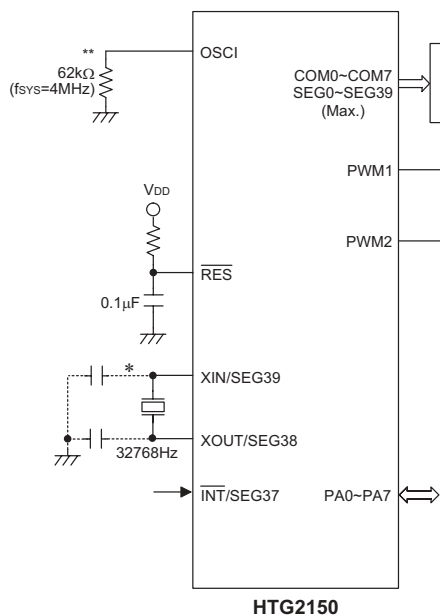 **
OSCI
62kΩ
(fSYS=4MHz)
COM0~COM7
SEG0~SEG39
(Max.)
PWM1
VDD
PWM2
RES
0.1μF
*
XIN/SEG39
XOUT/SEG38
32768Hz
INT/SEG37
PA0~PA7
HTG2150